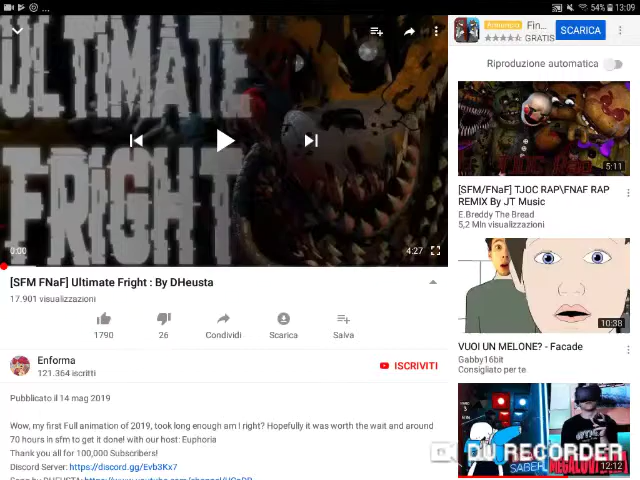 54% 13:09
ULTIMATE
FRIGHT
0:00
4:27
[SFM FNaF] Ultimate Fright : By DHeusta
17.901 visualizzazioni
1790
26
Condividi
Scarica
Salva
Enforma
121.364 iscritti
ISCRIVITI
Pubblicato il 14 mag 2019
Wow, my first Full animation of 2019, took long enough am I right? Hopefully it was worth the wait and around
70 hours in sfm to get it done! with our host: Euphoria
Thank you all for 100,000 Subscribers!
Discord Server: https://discord.gg/Evb3Kx7
Fin...
GRATIS
SCARICA
Riproduzione automatica
5:11
[SFM/FNaF] TJOC RAP\FNAF RAP
REMIX By JT Music
E.Breddy The Bread
5,2 Mln visualizzazioni
10:38
VUOI UN MELONE? - Facade
Gabby16bit
Consigliato per te
DU RECORDER
12:12